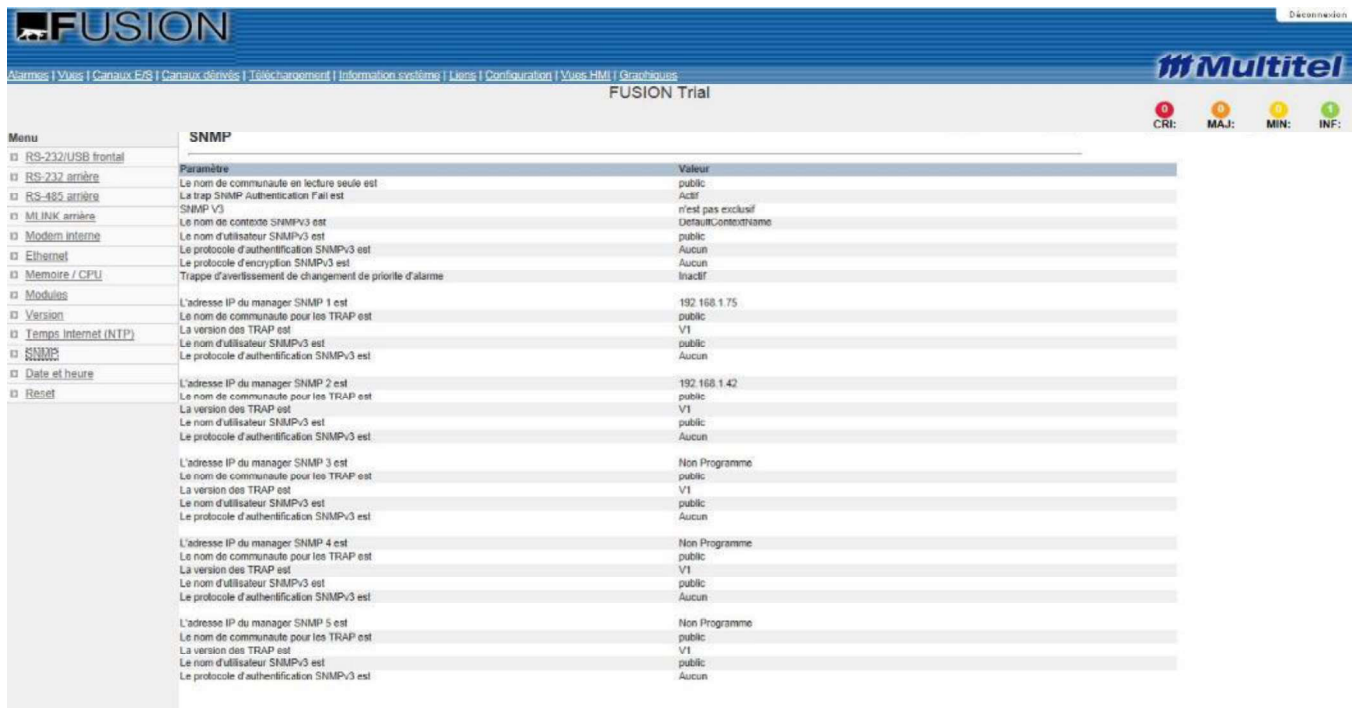 FUSION
Déconnexion
Multitel
Alarmes | Vues | Canaux E/S | Canaux dérivés | Téléchargement | Information système | Liens | Configuration | Vues HMI | Graphiques
FUSION Trial
0 0 0 1
CRI: MAJ: MIN: INF:
Menu
RS-232/USB frontal
RS-232 arrière
RS-485 arrière
MLINK arrière
Modem interne
Ethernet
Memoire / CPU
Modules
Version
Temps Internet (NTP)
SNMP
Date et heure
Reset
SNMP
Paramètre Valeur
Le nom de communaute en lecture seule est public
La trap SNMP Authentication Fail est Actif
SNMP V3 n'est pas exclusif
Le nom de contexte SNMPv3 est DefaultContextName
Le nom d'utilisateur SNMPv3 est public
Le protocole d'authentification SNMPv3 est Aucun
Le protocole d'encryption SNMPv3 est Aucun
Trappe d'avertissement de changement de priorite d'alarme Inactif
L'adresse IP du manager SNMP 1 est 192.168.1.75
Le nom de communaute pour les TRAP est public
La version des TRAP est V1
Le nom d'utilisateur SNMPv3 est public
Le protocole d'authentification SNMPv3 est Aucun
L'adresse IP du manager SNMP 2 est 192.168.1.42
Le nom de communaute pour les TRAP est public
La version des TRAP est V1
Le nom d'utilisateur SNMPv3 est public
Le protocole d'authentification SNMPv3 est Aucun
L'adresse IP du manager SNMP 3 est Non Programme
Le nom de communaute pour les TRAP est public
La version des TRAP est V1
Le nom d'utilisateur SNMPv3 est public
Le protocole d'authentification SNMPv3 est Aucun
L'adresse IP du manager SNMP 4 est Non Programme
Le nom de communaute pour les TRAP est public
La version des TRAP est V1
Le nom d'utilisateur SNMPv3 est public
Le protocole d'authentification SNMPv3 est Aucun
L'adresse IP du manager SNMP 5 est Non Programme
Le nom de communaute pour les TRAP est public
La version des TRAP est V1
Le nom d'utilisateur SNMPv3 est public
Le protocole d'authentification SNMPv3 est Aucun